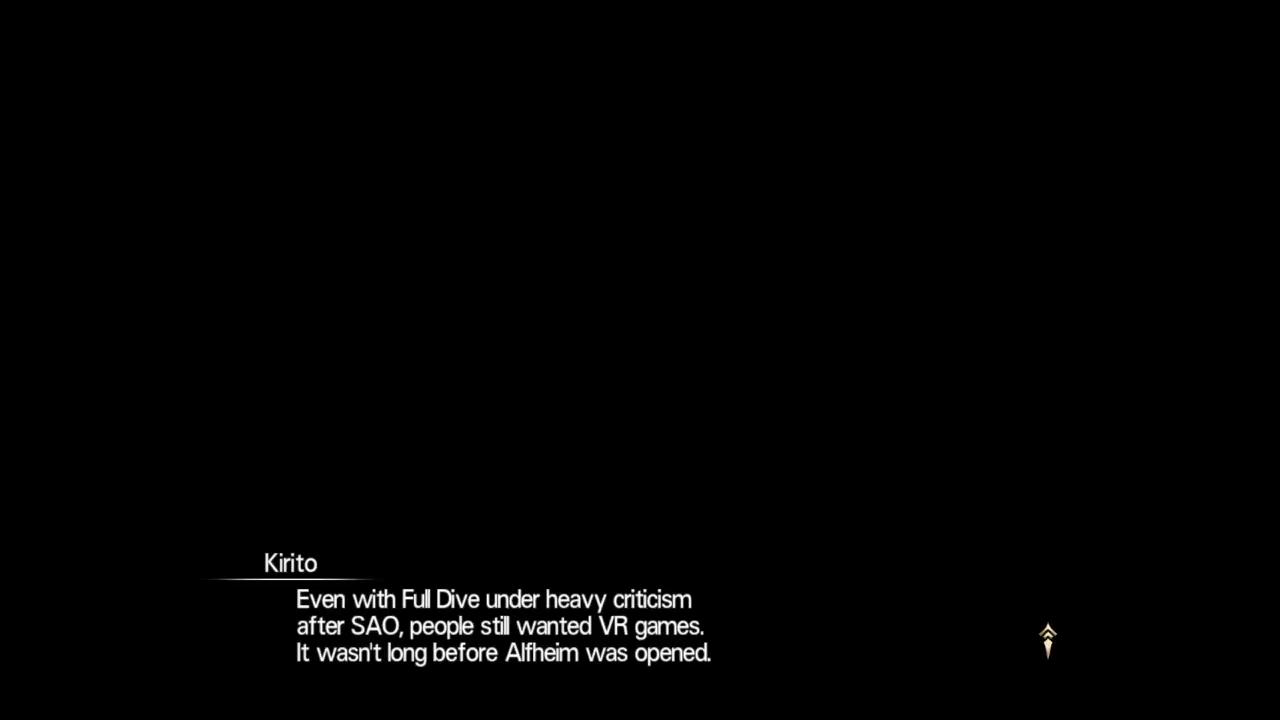 Kirito
Even with Full Dive under heavy criticism
after SAO, people still wanted VR games.
It wasn't long before Alfheim was opened.